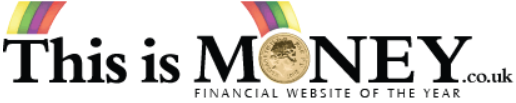 This is MONEY.co.uk
FINANCIAL WEBSITE OF THE YEAR